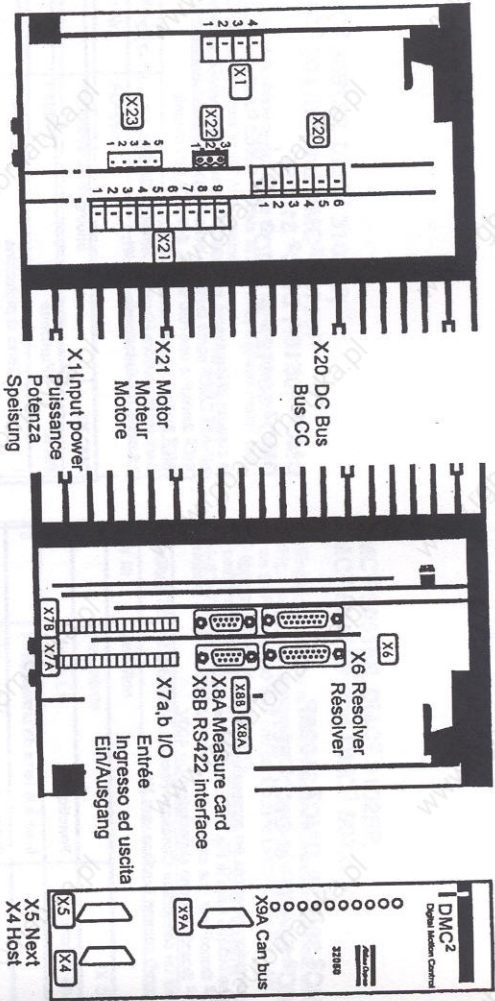 X1
1 2 3 4
X20
1 2 3 4 5 6
X22
1 2 3
X23
1 2 3 4 5
X21
1 2 3 4 5 6 7 8 9
X20 DC Bus
Bus CC
X21 Motor
Moteur
Motore
X1 Input power
Puissance
Potenza
Speisung
X6
X6 Resolver
Résolver
X8B X8A
X8A Measure card
X8B RS422 interface
X7B X7A
X7a,b I/O
Entrée
Ingresso ed uscita
Ein/Ausgang
DMC²
Digital Motion Control
Atlas Copco
32060
X9A Can bus
X9A
X5 X4
X5 Next
X4 Host